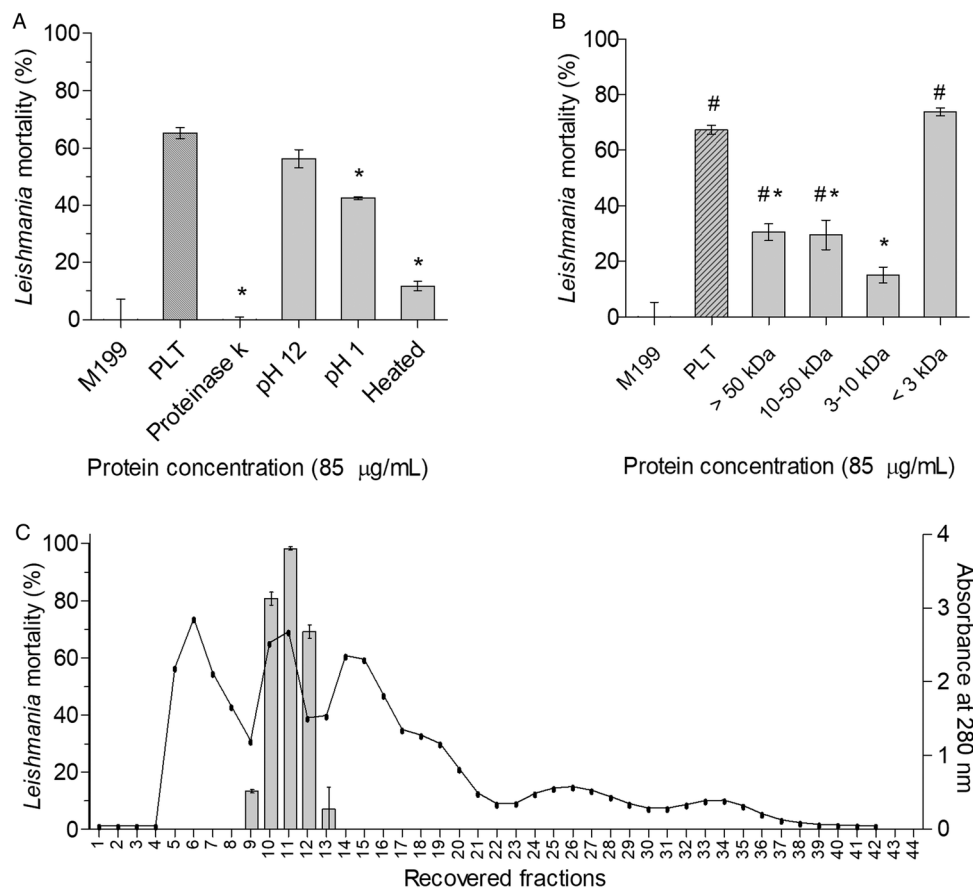 A
Leishmania mortality (%)
100
80
60
40
20
0
*
*
*
M199
PLT
Proteinase k
pH 12
pH 1
Heated
Protein concentration (85 μg/mL)
B
Leishmania mortality (%)
100
80
60
40
20
0
#
#*
#*
*
#
M199
PLT
> 50 kDa
10-50 kDa
3-10 kDa
< 3 kDa
Protein concentration (85 μg/mL)
C
Leishmania mortality (%)
100
80
60
40
20
0
4
3
2
1
0
Absorbance at 280 nm
1 2 3 4 5 6 7 8 9 10 11 12 13 14 15 16 17 18 19 20 21 22 23 24 25 26 27 28 29 30 31 32 33 34 35 36 37 38 39 40 41 42 43 44
Recovered fractions